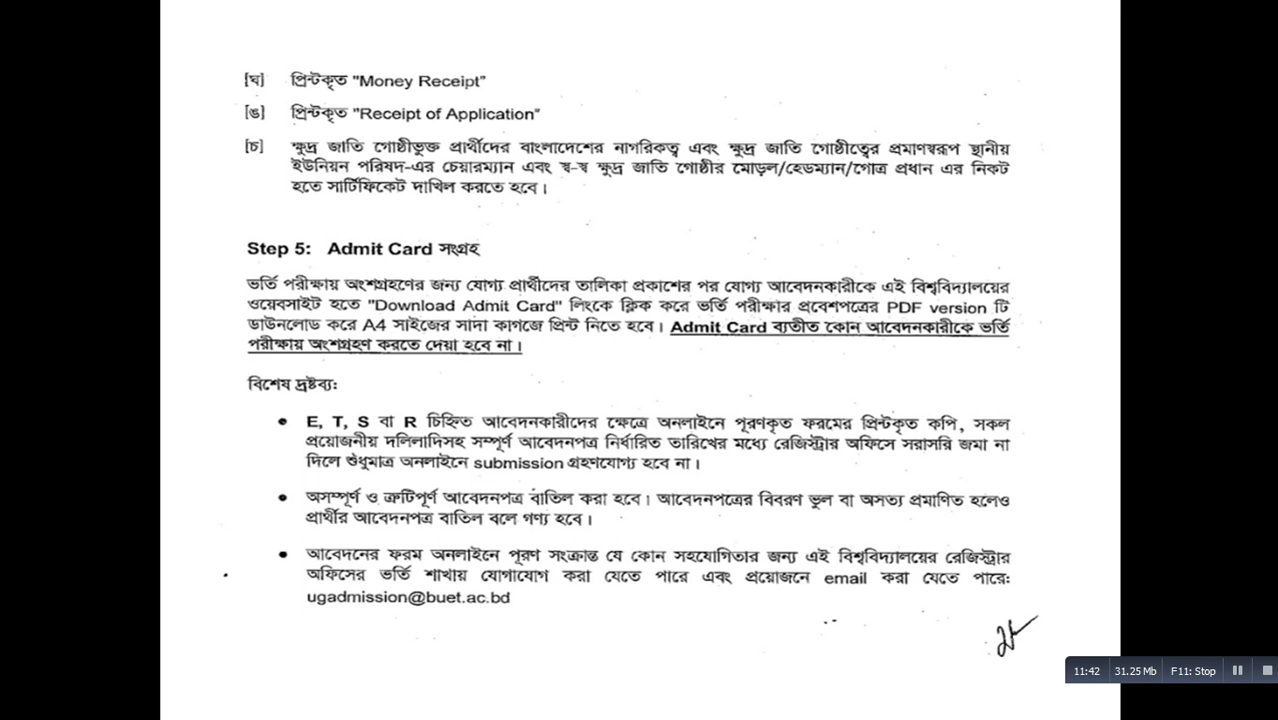 [ঘ] প্রিন্টকৃত "Money Receipt"
[ঙ] প্রিন্টকৃত "Receipt of Application"
[চ] ক্ষুদ্র জাতি গোষ্ঠীভুক্ত প্রার্থীদের বাংলাদেশের নাগরিকত্ব এবং ক্ষুদ্র জাতি গোষ্ঠীত্বের প্রমাণস্বরূপ স্থানীয়
ইউনিয়ন পরিষদ-এর চেয়ারম্যান এবং স্ব-স্ব ক্ষুদ্র জাতি গোষ্ঠীর মোড়ল/হেডম্যান/গোত্র প্রধান এর নিকট
হতে সার্টিফিকেট দাখিল করতে হবে।
Step 5: Admit Card সংগ্রহ
ভর্তি পরীক্ষায় অংশগ্রহণের জন্য যোগ্য প্রার্থীদের তালিকা প্রকাশের পর যোগ্য আবেদনকারীকে এই বিশ্ববিদ্যালয়ের
ওয়েবসাইট হতে "Download Admit Card" লিংকে ক্লিক করে ভর্তি পরীক্ষার প্রবেশপত্রের PDF version টি
ডাউনলোড করে A4 সাইজের সাদা কাগজে প্রিন্ট নিতে হবে। Admit Card ব্যতীত কোন আবেদনকারীকে ভর্তি
পরীক্ষায় অংশগ্রহণ করতে দেয়া হবে না।
বিশেষ দ্রষ্টব্যঃ
• E, T, S বা R চিহ্নিত আবেদনকারীদের ক্ষেত্রে অনলাইনে পূরণকৃত ফরমের প্রিন্টকৃত কপি, সকল
প্রয়োজনীয় দলিলাদিসহ সম্পূর্ণ আবেদনপত্র নির্ধারিত তারিখের মধ্যে রেজিস্ট্রার অফিসে সরাসরি জমা না
দিলে শুধুমাত্র অনলাইনে submission গ্রহণযোগ্য হবে না।
• অসম্পূর্ণ ও ত্রুটিপূর্ণ আবেদনপত্র বাতিল করা হবে। আবেদনপত্রের বিবরণ ভুল বা অসত্য প্রমাণিত হলেও
প্রার্থীর আবেদনপত্র বাতিল বলে গণ্য হবে।
• আবেদনের ফরম অনলাইনে পূরণ সংক্রান্ত যে কোন সহযোগিতার জন্য এই বিশ্ববিদ্যালয়ের রেজিস্ট্রার
অফিসের ভর্তি শাখায় যোগাযোগ করা যেতে পারে এবং প্রয়োজনে email করা যেতে পারেঃ
ugadmission@buet.ac.bd
11:42 31.25 Mb F11: Stop